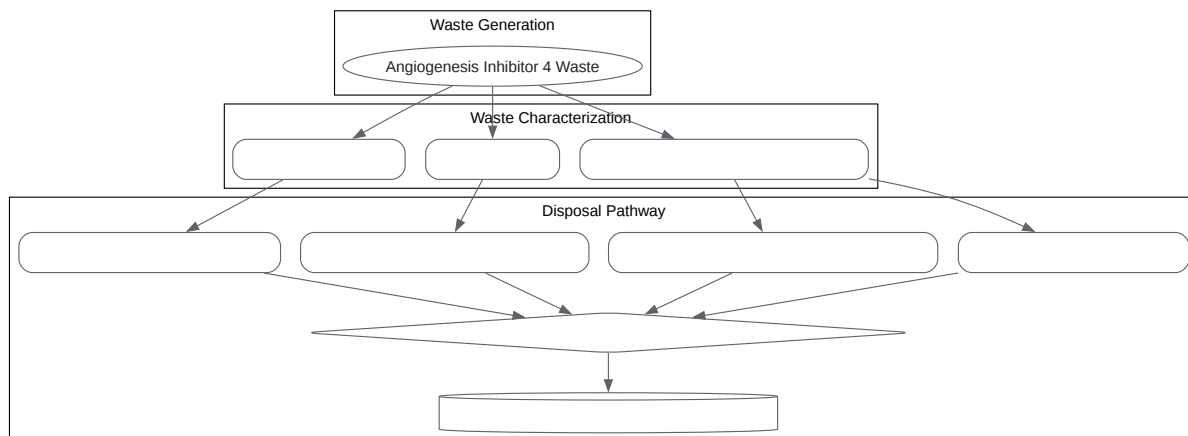 Waste Generation
Angiogenesis Inhibitor 4 Waste
Waste Characterization
Disposal Pathway